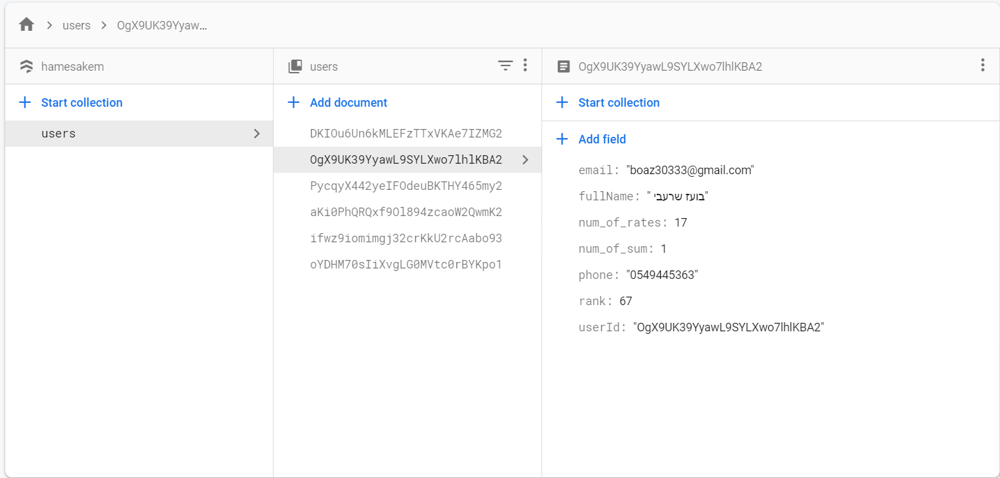 users
OgX9UK39Yyaw...
hamesakem
Start collection
users
users
Add document
DKIOu6Un6kMLEFzTTxVKAe7IZMG2
OgX9UK39YyawL9SYLXwo7lhlKBA2
PycqyX442yeIFOdeuBKTHY465my2
aKi0PhQRQxf9Ol894zcaoW2QwmK2
ifwz9iomimgj32crKkU2rcAabo93
oYDHM70sIiXvgLG0MVtc0rBYKpo1
OgX9UK39YyawL9SYLXwo7lhlKBA2
Start collection
Add field
email: "boaz30333@gmail.com"
fullName: "בועז שרעבי "
num_of_rates: 17
num_of_sum: 1
phone: "0549445363"
rank: 67
userId: "OgX9UK39YyawL9SYLXwo7lhlKBA2"